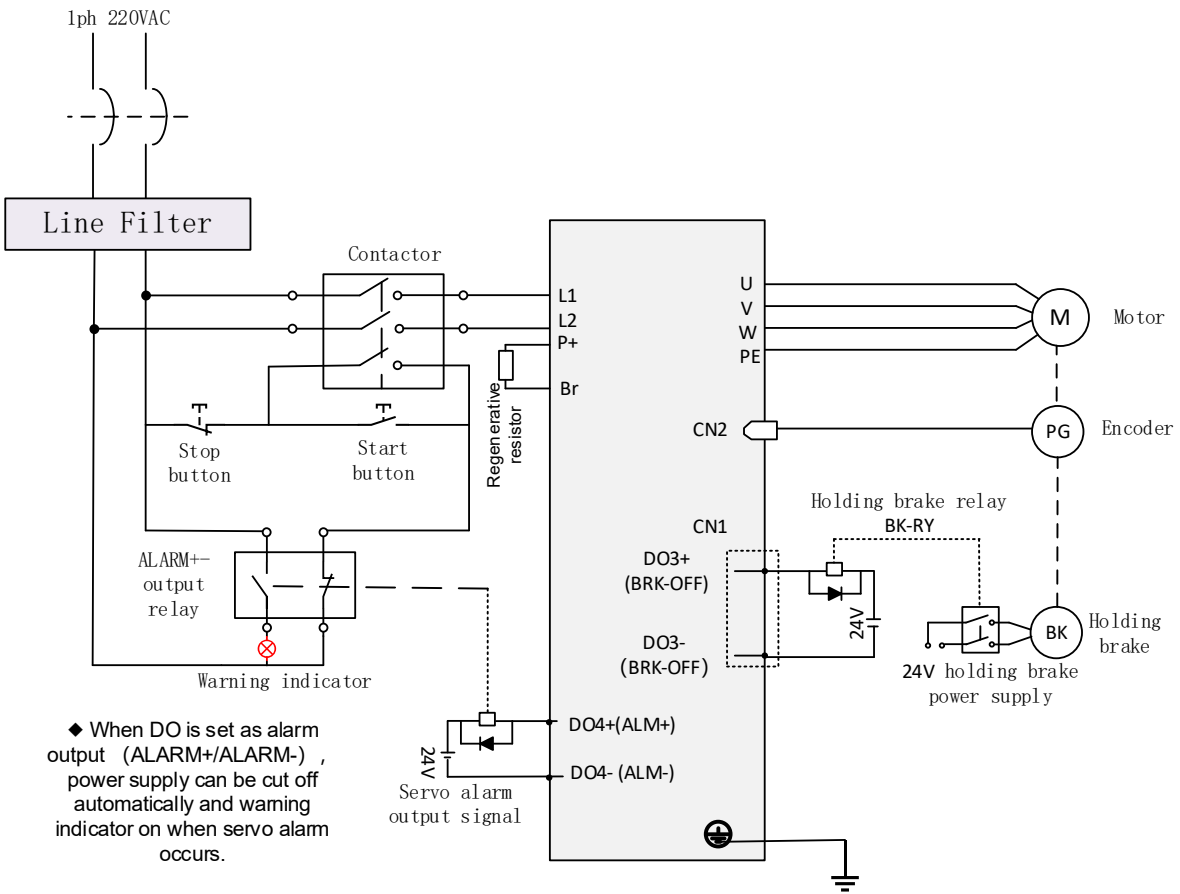 1ph 220VAC
Line Filter
Contactor
L1
L2
P+
Br
Regenerative
resistor
U
V
W
PE
M
Motor
CN2
PG
Encoder
Stop
button
Start
button
Holding brake relay
BK-RY
CN1
DO3+
(BRK-OFF)
24V
DO3-
(BRK-OFF)
BK
Holding
brake
24V holding brake
power supply
ALARM+-
output
relay
Warning indicator
◆ When DO is set as alarm
output (ALARM+/ALARM-) ,
power supply can be cut off
automatically and warning
indicator on when servo alarm
occurs.
24V
Servo alarm
output signal
DO4+(ALM+)
DO4- (ALM-)